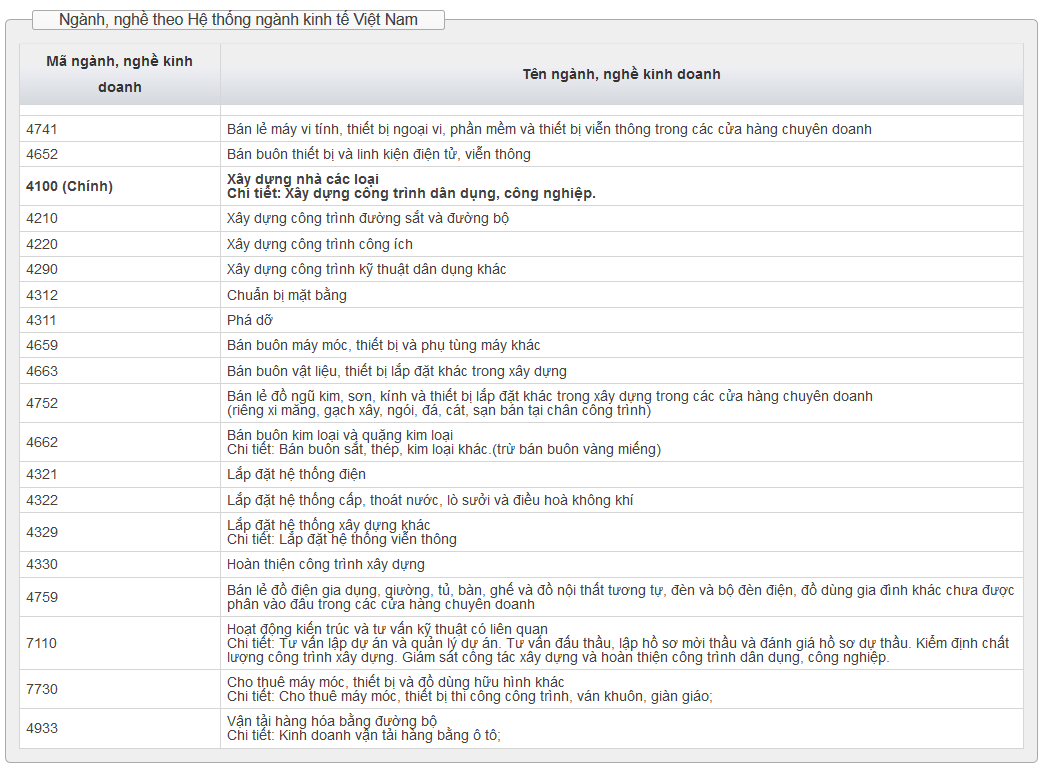 Ngành, nghề theo Hệ thống ngành kinh tế Việt Nam
Mã ngành, nghề kinh
doanh
Tên ngành, nghề kinh doanh
4741
Bán lẻ máy vi tính, thiết bị ngoại vi, phần mềm và thiết bị viễn thông trong các cửa hàng chuyên doanh
4652
Bán buôn thiết bị và linh kiện điện tử, viễn thông
4100 (Chính)
Xây dựng nhà các loại
Chi tiết: Xây dựng công trình dân dụng, công nghiệp.
4210
Xây dựng công trình đường sắt và đường bộ
4220
Xây dựng công trình công ích
4290
Xây dựng công trình kỹ thuật dân dụng khác
4312
Chuẩn bị mặt bằng
4311
Phá dỡ
4659
Bán buôn máy móc, thiết bị và phụ tùng máy khác
4663
Bán buôn vật liệu, thiết bị lắp đặt khác trong xây dựng
4752
Bán lẻ đồ ngũ kim, sơn, kính và thiết bị lắp đặt khác trong xây dựng trong các cửa hàng chuyên doanh
(riêng xi măng, gạch xây, ngói, đá, cát, sạn bán tại chân công trình)
4662
Bán buôn kim loại và quặng kim loại
Chi tiết: Bán buôn sắt, thép, kim loại khác.(trừ bán buôn vàng miếng)
4321
Lắp đặt hệ thống điện
4322
Lắp đặt hệ thống cấp, thoát nước, lò sưởi và điều hoà không khí
4329
Lắp đặt hệ thống xây dựng khác
Chi tiết: Lắp đặt hệ thống viễn thông
4330
Hoàn thiện công trình xây dựng
4759
Bán lẻ đồ điện gia dụng, giường, tủ, bàn, ghế và đồ nội thất tương tự, đèn và bộ đèn điện, đồ dùng gia đình khác chưa được
phân vào đâu trong các cửa hàng chuyên doanh
7110
Hoạt động kiến trúc và tư vấn kỹ thuật có liên quan
Chi tiết: Tư vấn lập dự án và quản lý dự án. Tư vấn đấu thầu, lập hồ sơ mời thầu và đánh giá hồ sơ dự thầu. Kiểm định chất
lượng công trình xây dựng. Giám sát công tác xây dựng và hoàn thiện công trình dân dụng, công nghiệp.
7730
Cho thuê máy móc, thiết bị và đồ dùng hữu hình khác
Chi tiết: Cho thuê máy móc, thiết bị thi công công trình, ván khuôn, giàn giáo;
4933
Vận tải hàng hóa bằng đường bộ
Chi tiết: Kinh doanh vận tải hàng bằng ô tô;